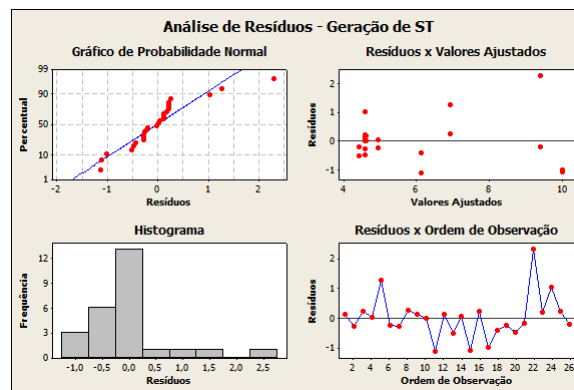 Análise de Resíduos - Geração de ST
Gráfico de Probabilidade Normal
Percentual
99
90
50
10
1
-2 -1 0 1 2
Resíduos
Resíduos x Valores Ajustados
Resíduos
2
1
0
-1
4 6 8 10
Valores Ajustados
Histograma
Frequência
12
9
6
3
0
-1,0 -0,5 0,0 0,5 1,0 1,5 2,0 2,5
Resíduos
Resíduos x Ordem de Observação
Resíduos
2
1
0
-1
2 4 6 8 10 12 14 16 18 20 22 24 26
Ordem de Observação